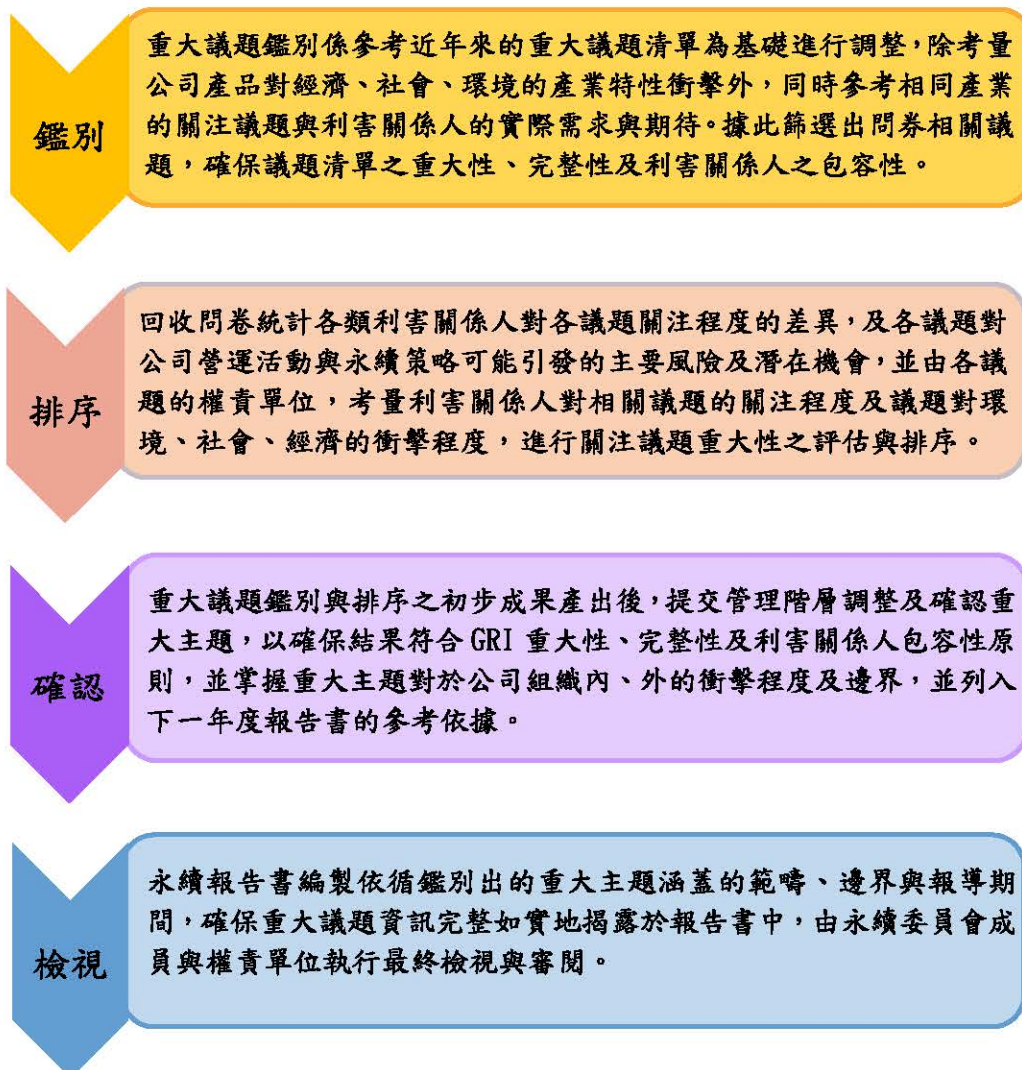 鑑別
重大議題鑑別係參考近年來的重大議題清單為基礎進行調整，除考量
公司產品對經濟、社會、環境的產業特性衝擊外，同時參考相同產業
的關注議題與利害關係人的實際需求與期待。據此篩選出問券相關議
題，確保議題清單之重大性、完整性及利害關係人之包容性。
排序
回收問卷統計各類利害關係人對各議題關注程度的差異，及各議題對
公司營運活動與永續策略可能引發的主要風險及潛在機會，並由各議
題的權責單位，考量利害關係人對相關議題的關注程度及議題對環
境、社會、經濟的衝擊程度，進行關注議題重大性之評估與排序。
確認
重大議題鑑別與排序之初步成果產出後，提交管理階層調整及確認重
大主題，以確保結果符合 GRI 重大性、完整性及利害關係人包容性原
則，並掌握重大主題對於公司組織內、外的衝擊程度及邊界，並列入
下一年度報告書的參考依據。
檢視
永續報告書編製依循鑑別出的重大主題涵蓋的範疇、邊界與報導期
間，確保重大議題資訊完整如實地揭露於報告書中，由永續委員會成
員與權責單位執行最終檢視與審閱。